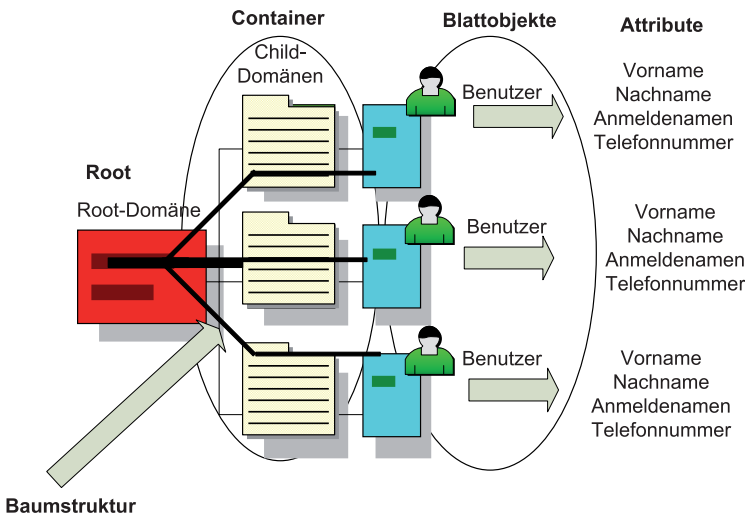 Container
Blattobjekte
Attribute
Child-
Domänen
Root
Root-Domäne
Benutzer
Vorname
Nachname
Anmeldenamen
Telefonnummer
Benutzer
Vorname
Nachname
Anmeldenamen
Telefonnummer
Benutzer
Vorname
Nachname
Anmeldenamen
Telefonnummer
Baumstruktur